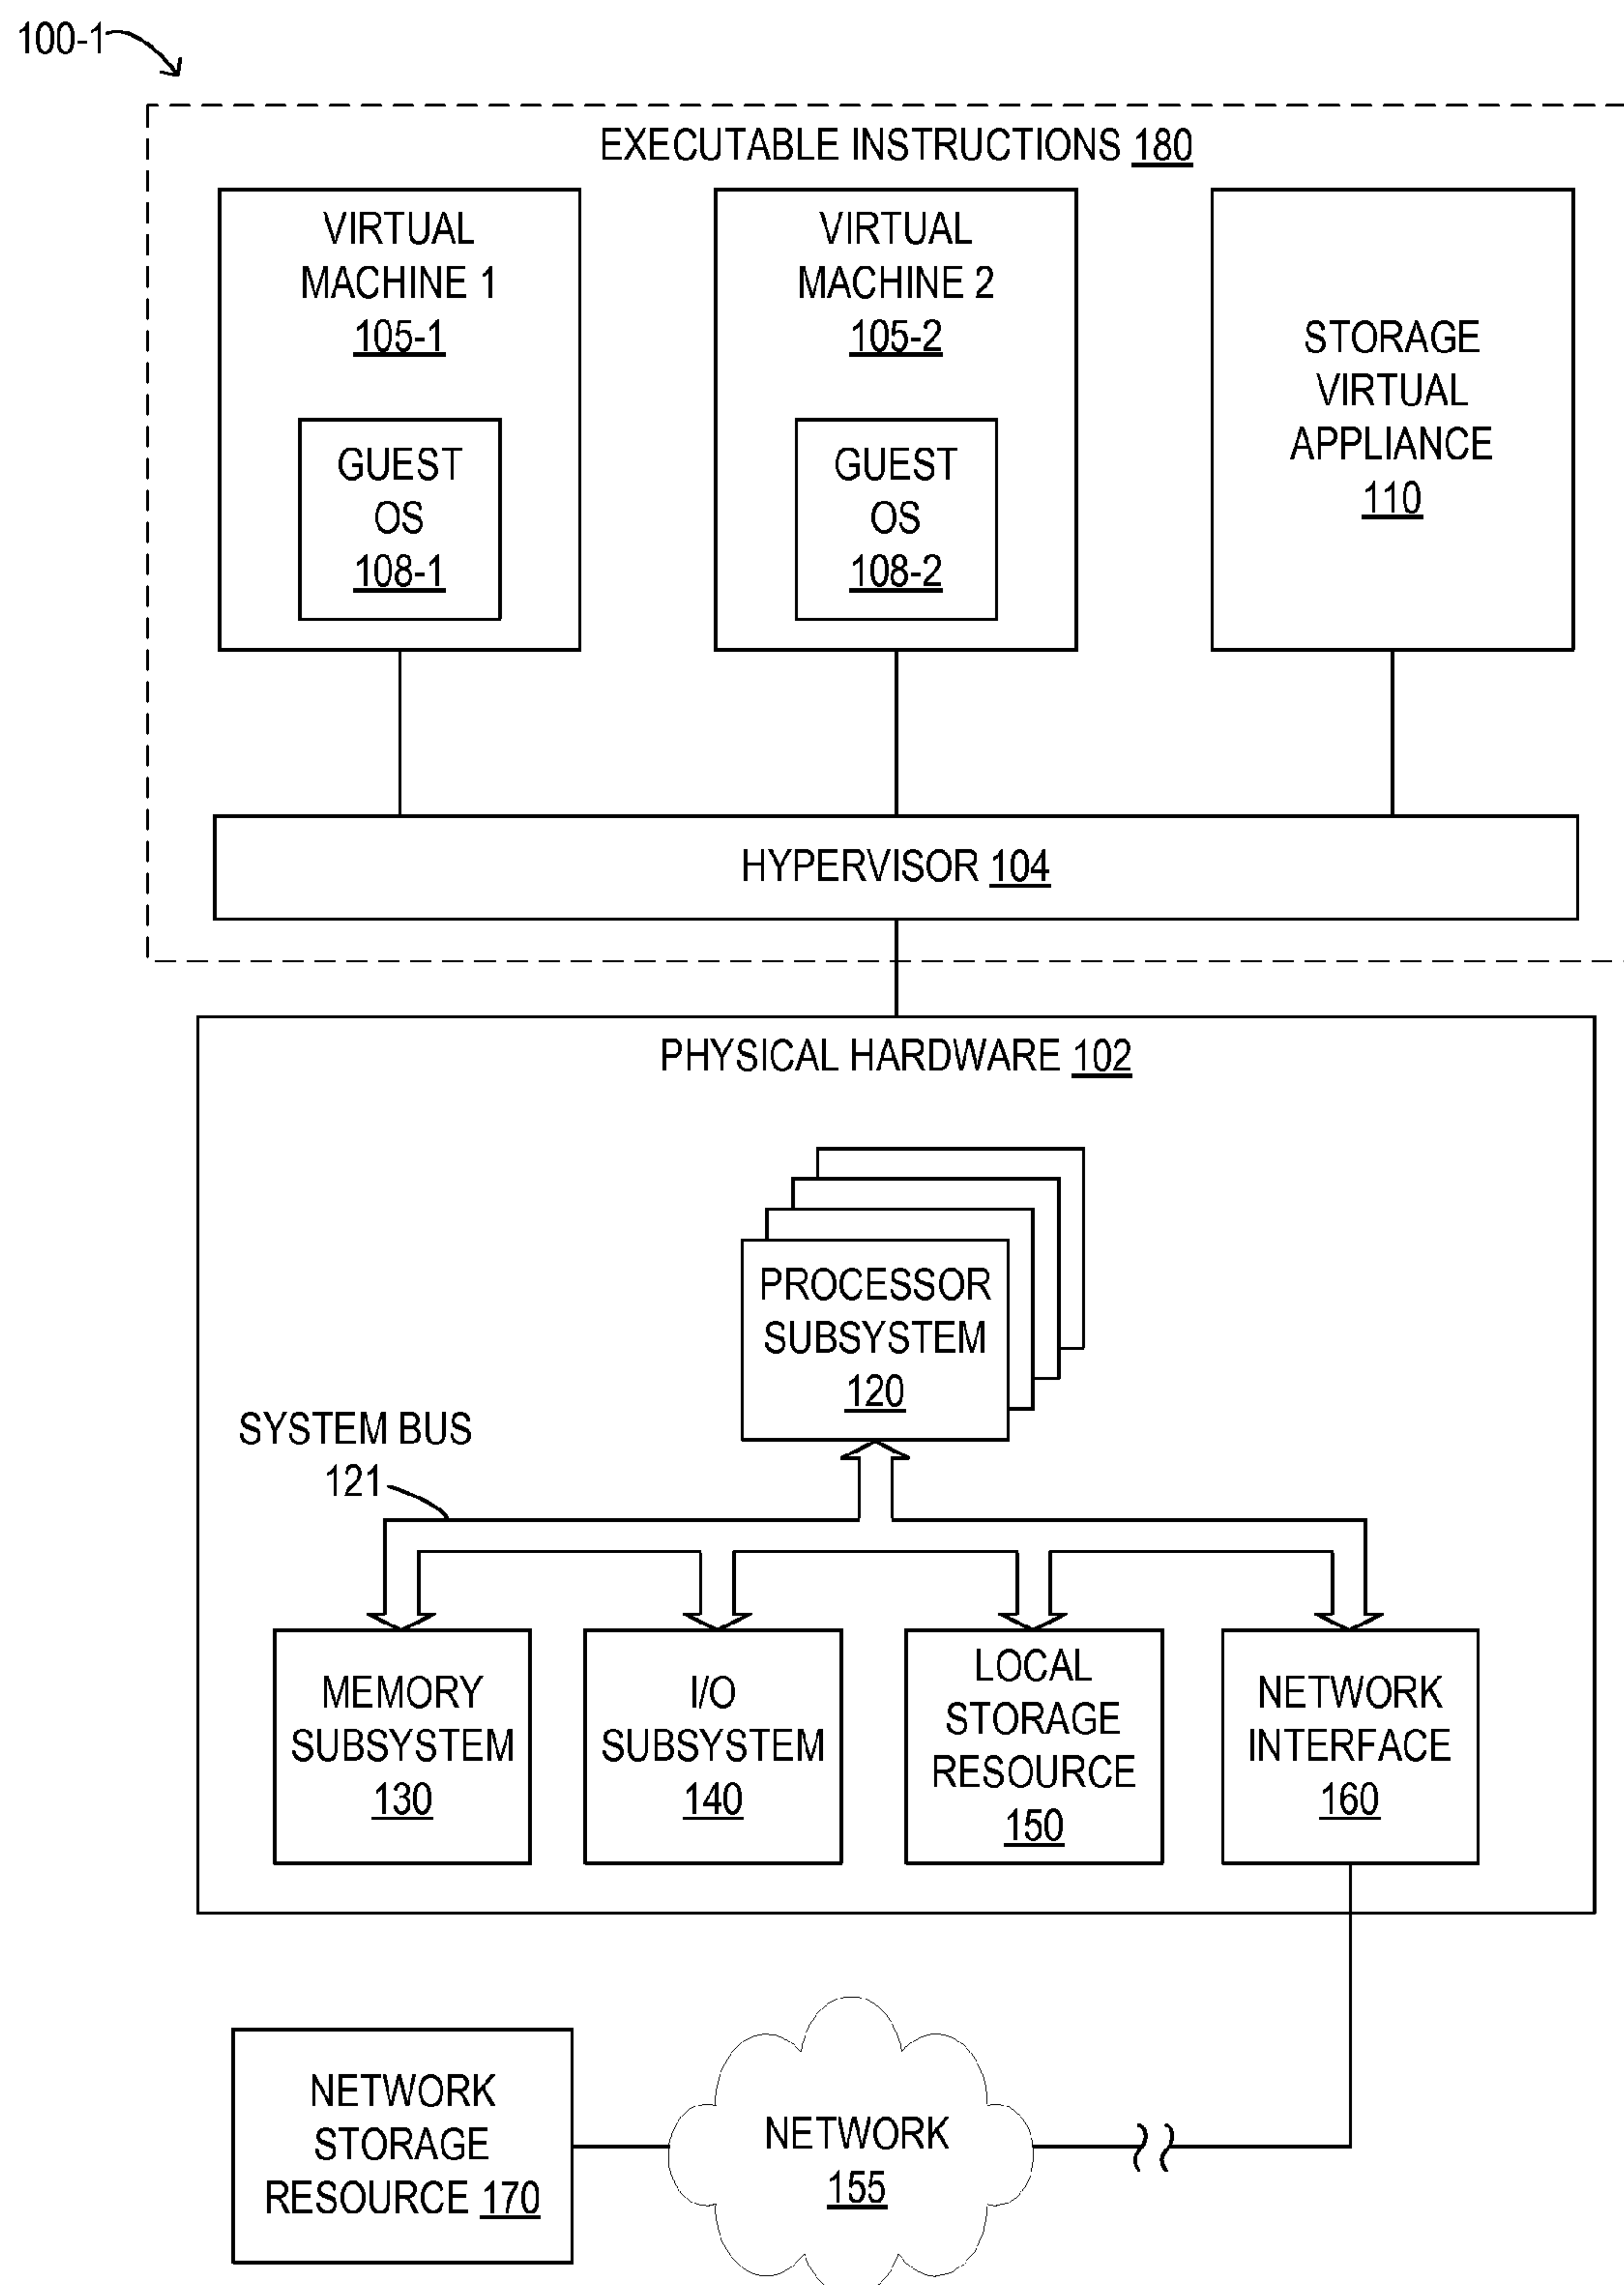 100-1
EXECUTABLE INSTRUCTIONS 180
VIRTUAL
MACHINE 1
105-1
GUEST
OS
108-1
VIRTUAL
MACHINE 2
105-2
GUEST
OS
108-2
STORAGE
VIRTUAL
APPLIANCE
110
HYPERVISOR 104
PHYSICAL HARDWARE 102
PROCESSOR
SUBSYSTEM
120
SYSTEM BUS
121
MEMORY
SUBSYSTEM
130
I/O
SUBSYSTEM
140
LOCAL
STORAGE
RESOURCE
150
NETWORK
INTERFACE
160
NETWORK
STORAGE
RESOURCE 170
NETWORK
155